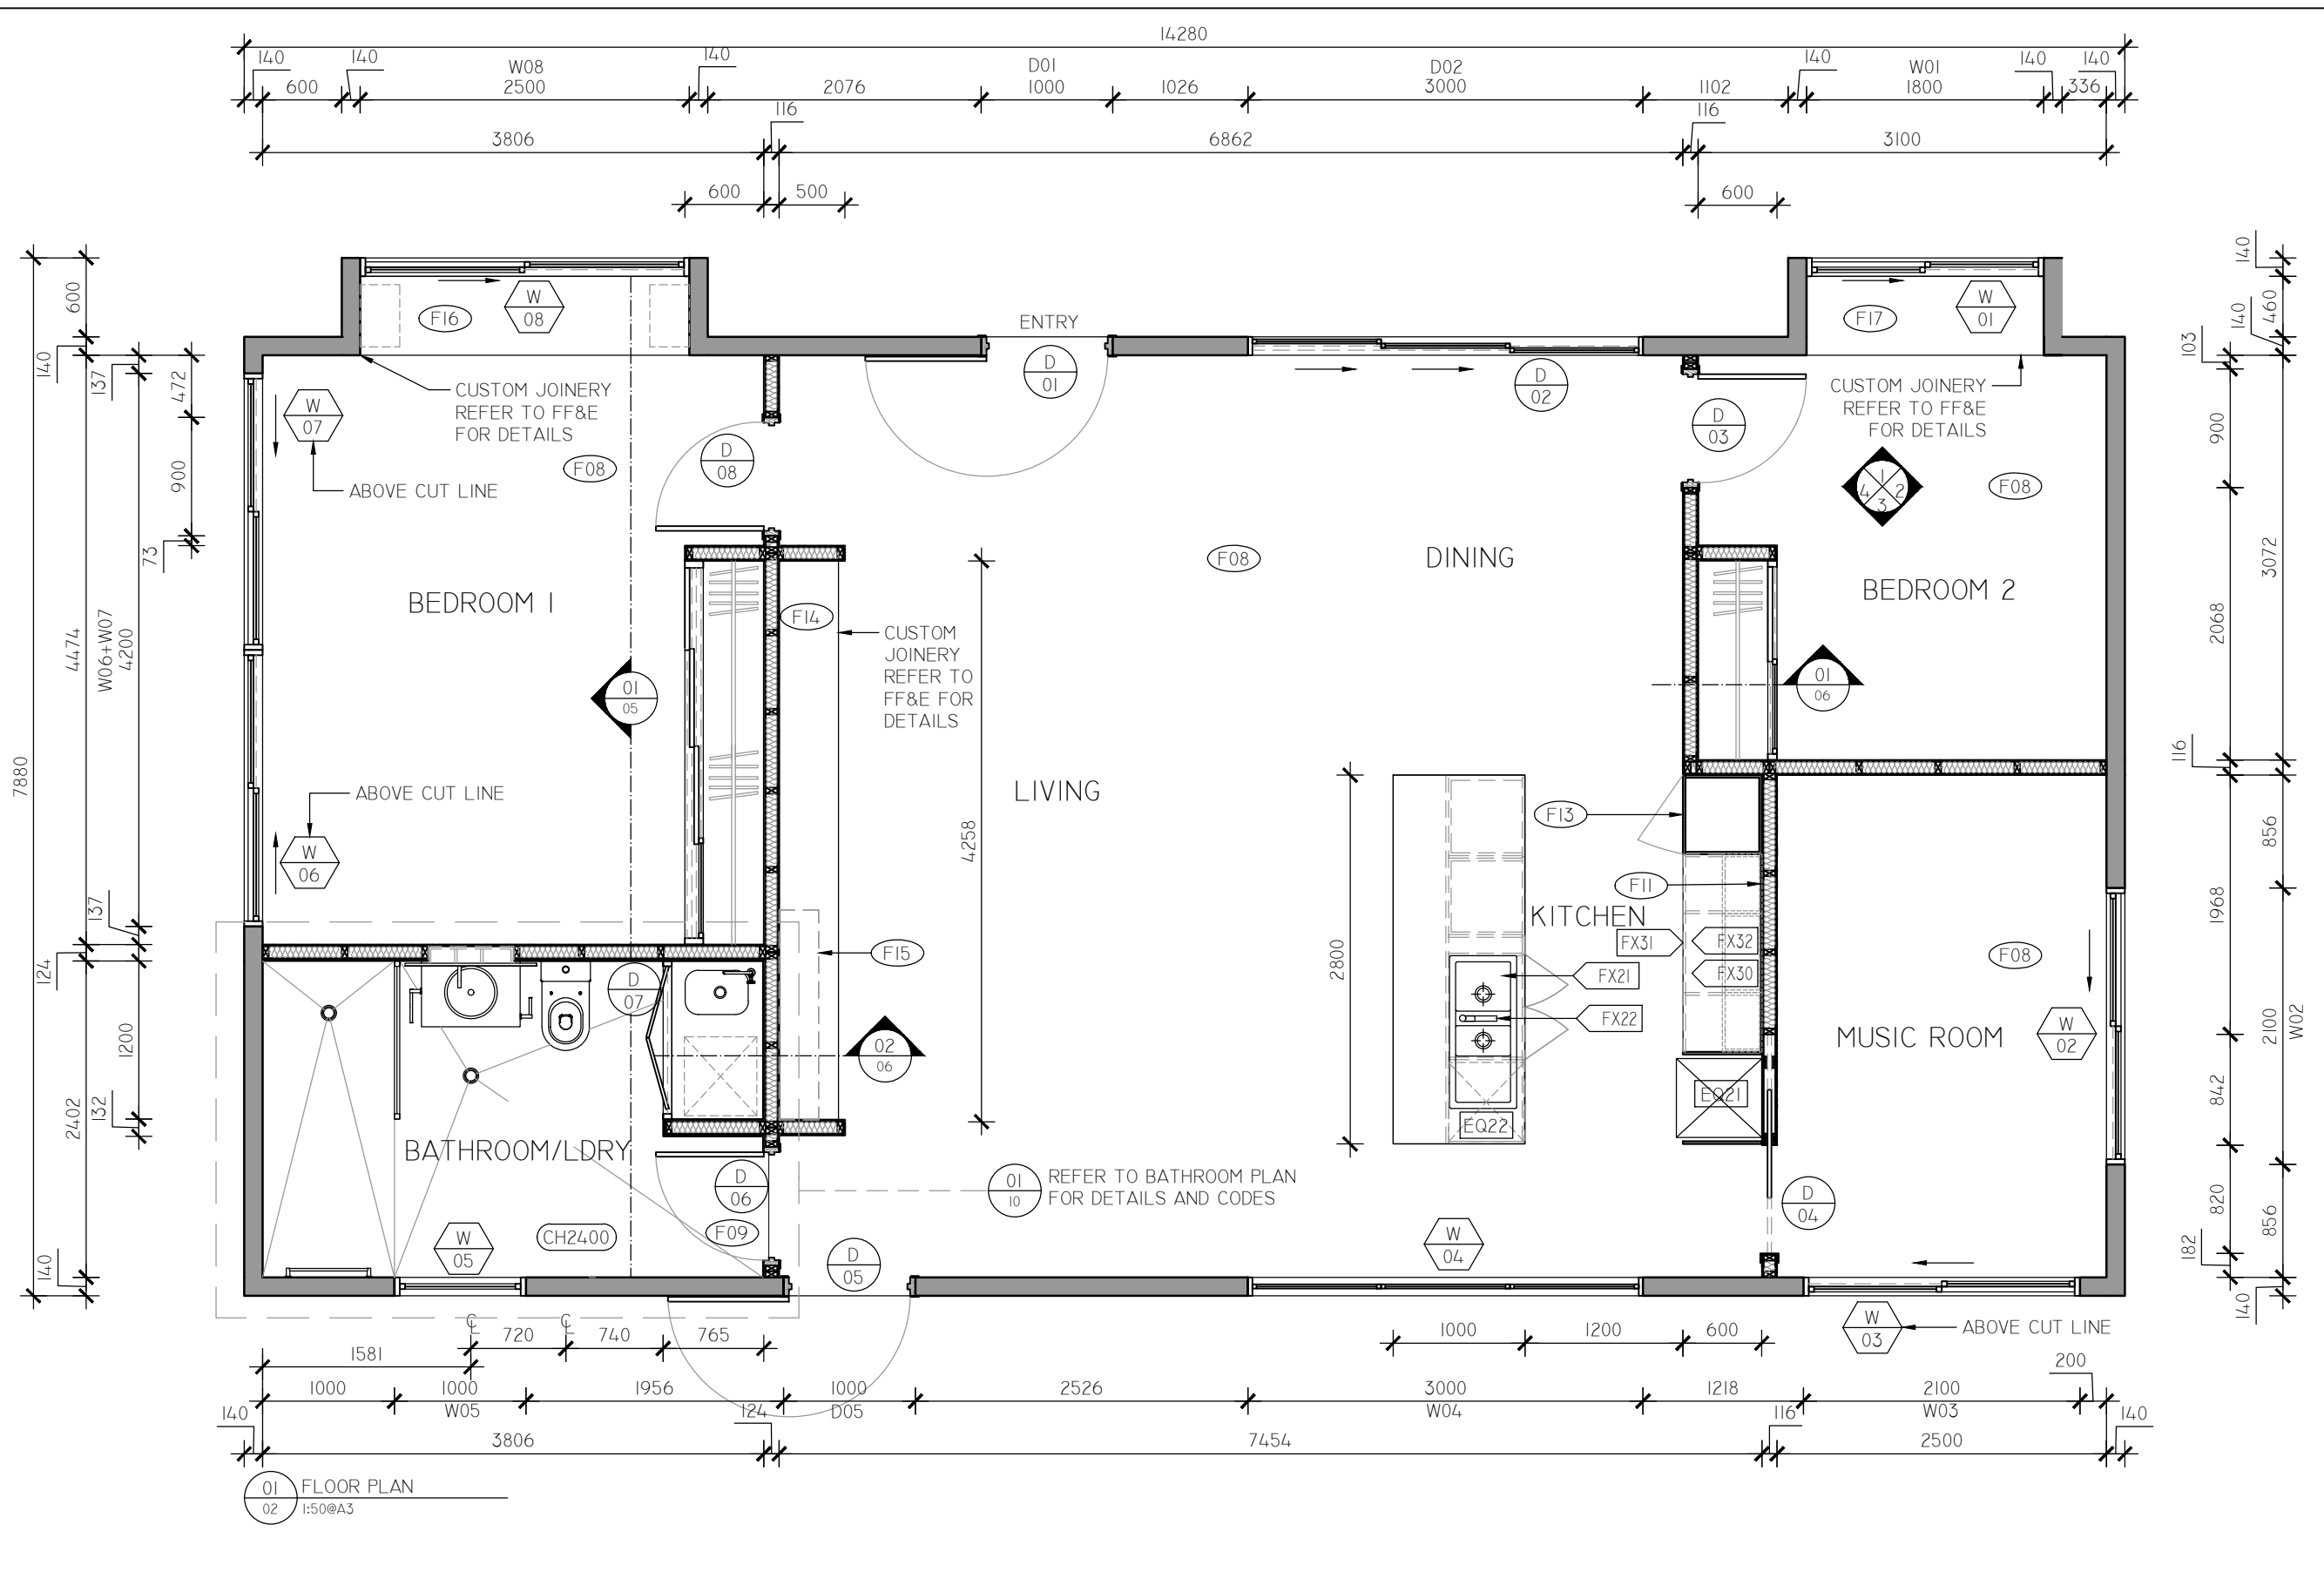 14280
140 140 W08 140 D01 D02 140 W01 140 140
600 2500 2076 1000 1026 3000 1102 1800 336
116 116
3806 6862 3100
600 500 600
ENTRY
F16
W
08
F17
W
01
D
01
D
02
W
07
CUSTOM JOINERY
REFER TO FF&E
FOR DETAILS
CUSTOM JOINERY
REFER TO FF&E
FOR DETAILS
D
03
D
08
F08
ABOVE CUT LINE
1
4 2
3
F08
F08
DINING
BEDROOM 1
BEDROOM 2
F14
CUSTOM
JOINERY
REFER TO
FF&E FOR
DETAILS
01
05
01
06
LIVING
ABOVE CUT LINE
F13
W
06
F11
KITCHEN
FX31
FX32
FX30
F15
F08
FX21
FX22
D
07
MUSIC ROOM
W
02
02
06
EQ21
EQ22
BATHROOM/LDRY
D
06
01
10
REFER TO BATHROOM PLAN
FOR DETAILS AND CODES
D
04
F09
CH2400
W
05
D
05
W
04
W
03
ABOVE CUT LINE
7880
600
140
4474
124
2402
140
137
W06+W07
4200
137
1200
132
472
900
73
4258
2800
103
900
2068
116
1968
842
820
182
140
460
140
3072
856
2100
W02
856
140
720 740 765 1000 1200 600
1581
200
1000 1000 1956 1000 2526 3000 1218 2100
W05 D05 W04 W03
140 124 116 140
3806 7454 2500
01
02
FLOOR PLAN
1:50@A3